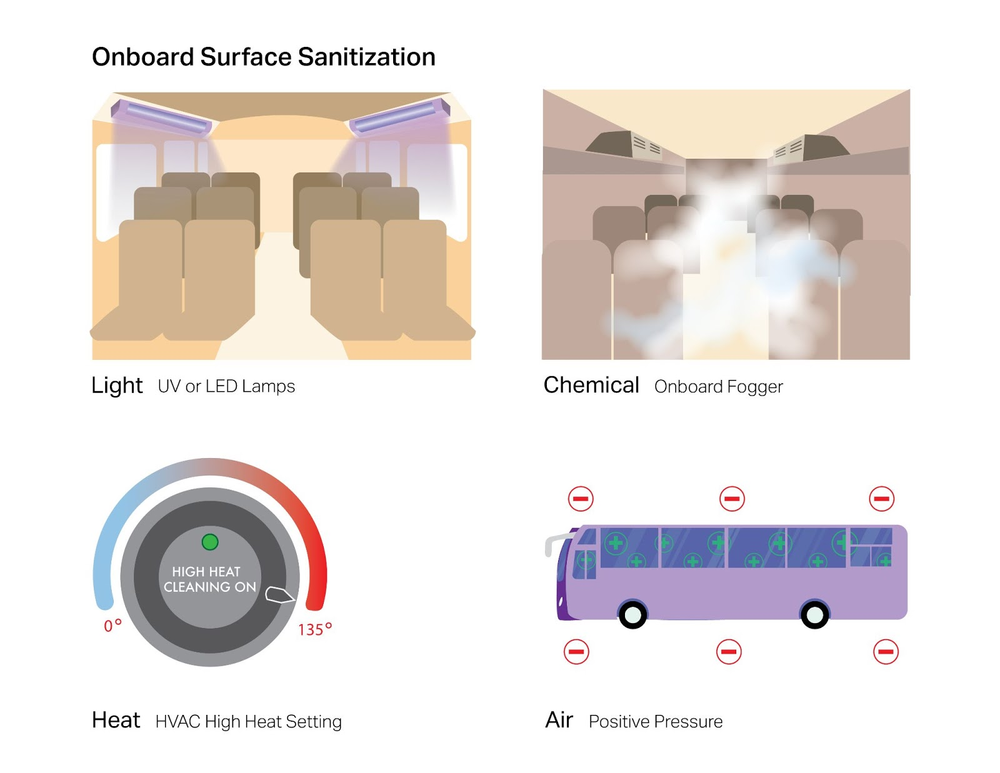 Onboard Surface Sanitization
Light UV or LED Lamps
Chemical Onboard Fogger
HIGH HEAT
CLEANING ON
0°
135°
Heat HVAC High Heat Setting
Air Positive Pressure